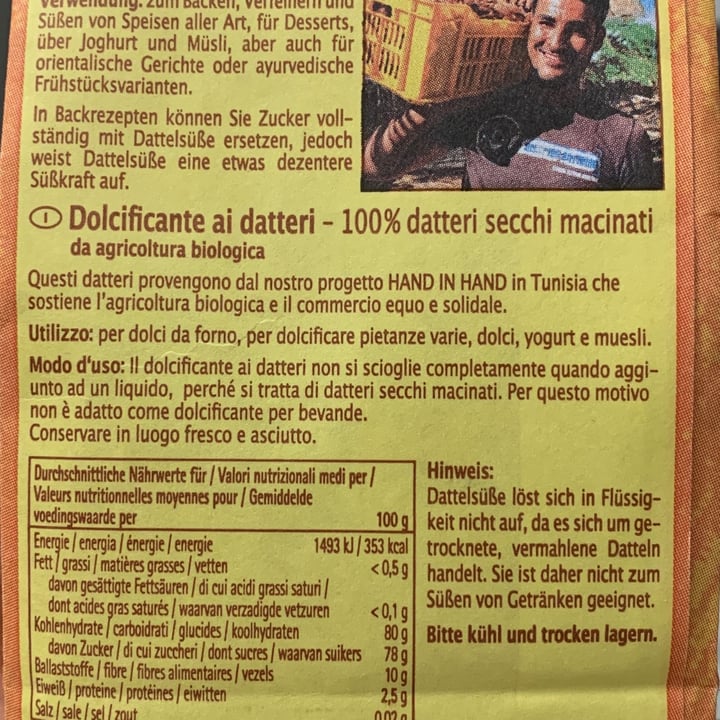 Verwendung: Zum Backen, Verfeinern und
Süßen von Speisen aller Art, für Desserts,
über Joghurt und Müsli, aber auch für
orientalische Gerichte oder ayurvedische
Frühstücksvarianten.
In Backrezepten können Sie Zucker voll-
ständig mit Dattelsüße ersetzen, jedoch
weist Dattelsüße eine etwas dezentere
Süßkraft auf.
I Dolcificante ai datteri – 100% datteri secchi macinati
da agricoltura biologica
Questi datteri provengono dal nostro progetto HAND IN HAND in Tunisia che
sostiene l'agricoltura biologica e il commercio equo e solidale.
Utilizzo: per dolci da forno, per dolcificare pietanze varie, dolci, yogurt e muesli.
Modo d'uso: Il dolcificante ai datteri non si scioglie completamente quando aggi-
unto ad un liquido, perché si tratta di datteri secchi macinati. Per questo motivo
non è adatto come dolcificante per bevande.
Conservare in luogo fresco e asciutto.
Durchschnittliche Nährwerte für / Valori nutrizionali medi per /
Valeurs nutritionnelles moyennes pour / Gemiddelde
voedingswaarde per 100 g
Energie / energia / énergie / energie 1493 kJ / 353 kcal
Fett / grassi / matières grasses / vetten < 0,5 g
davon gesättigte Fettsäuren / di cui acidi grassi saturi /
dont acides gras saturés / waarvan verzadigde vetzuren < 0,1 g
Kohlenhydrate / carboidrati / glucides / koolhydraten 80 g
davon Zucker / di cui zuccheri / dont sucres / waarvan suikers 78 g
Ballaststoffe / fibre / fibres alimentaires / vezels 10 g
Eiweiß / proteine / protéines / eiwitten 2,5 g
Salz / sale / sel / zout 0,02 g
Hinweis:
Dattelsüße löst sich in Flüssig-
keit nicht auf, da es sich um ge-
trocknete, vermahlene Datteln
handelt. Sie ist daher nicht zum
Süßen von Getränken geeignet.
Bitte kühl und trocken lagern.